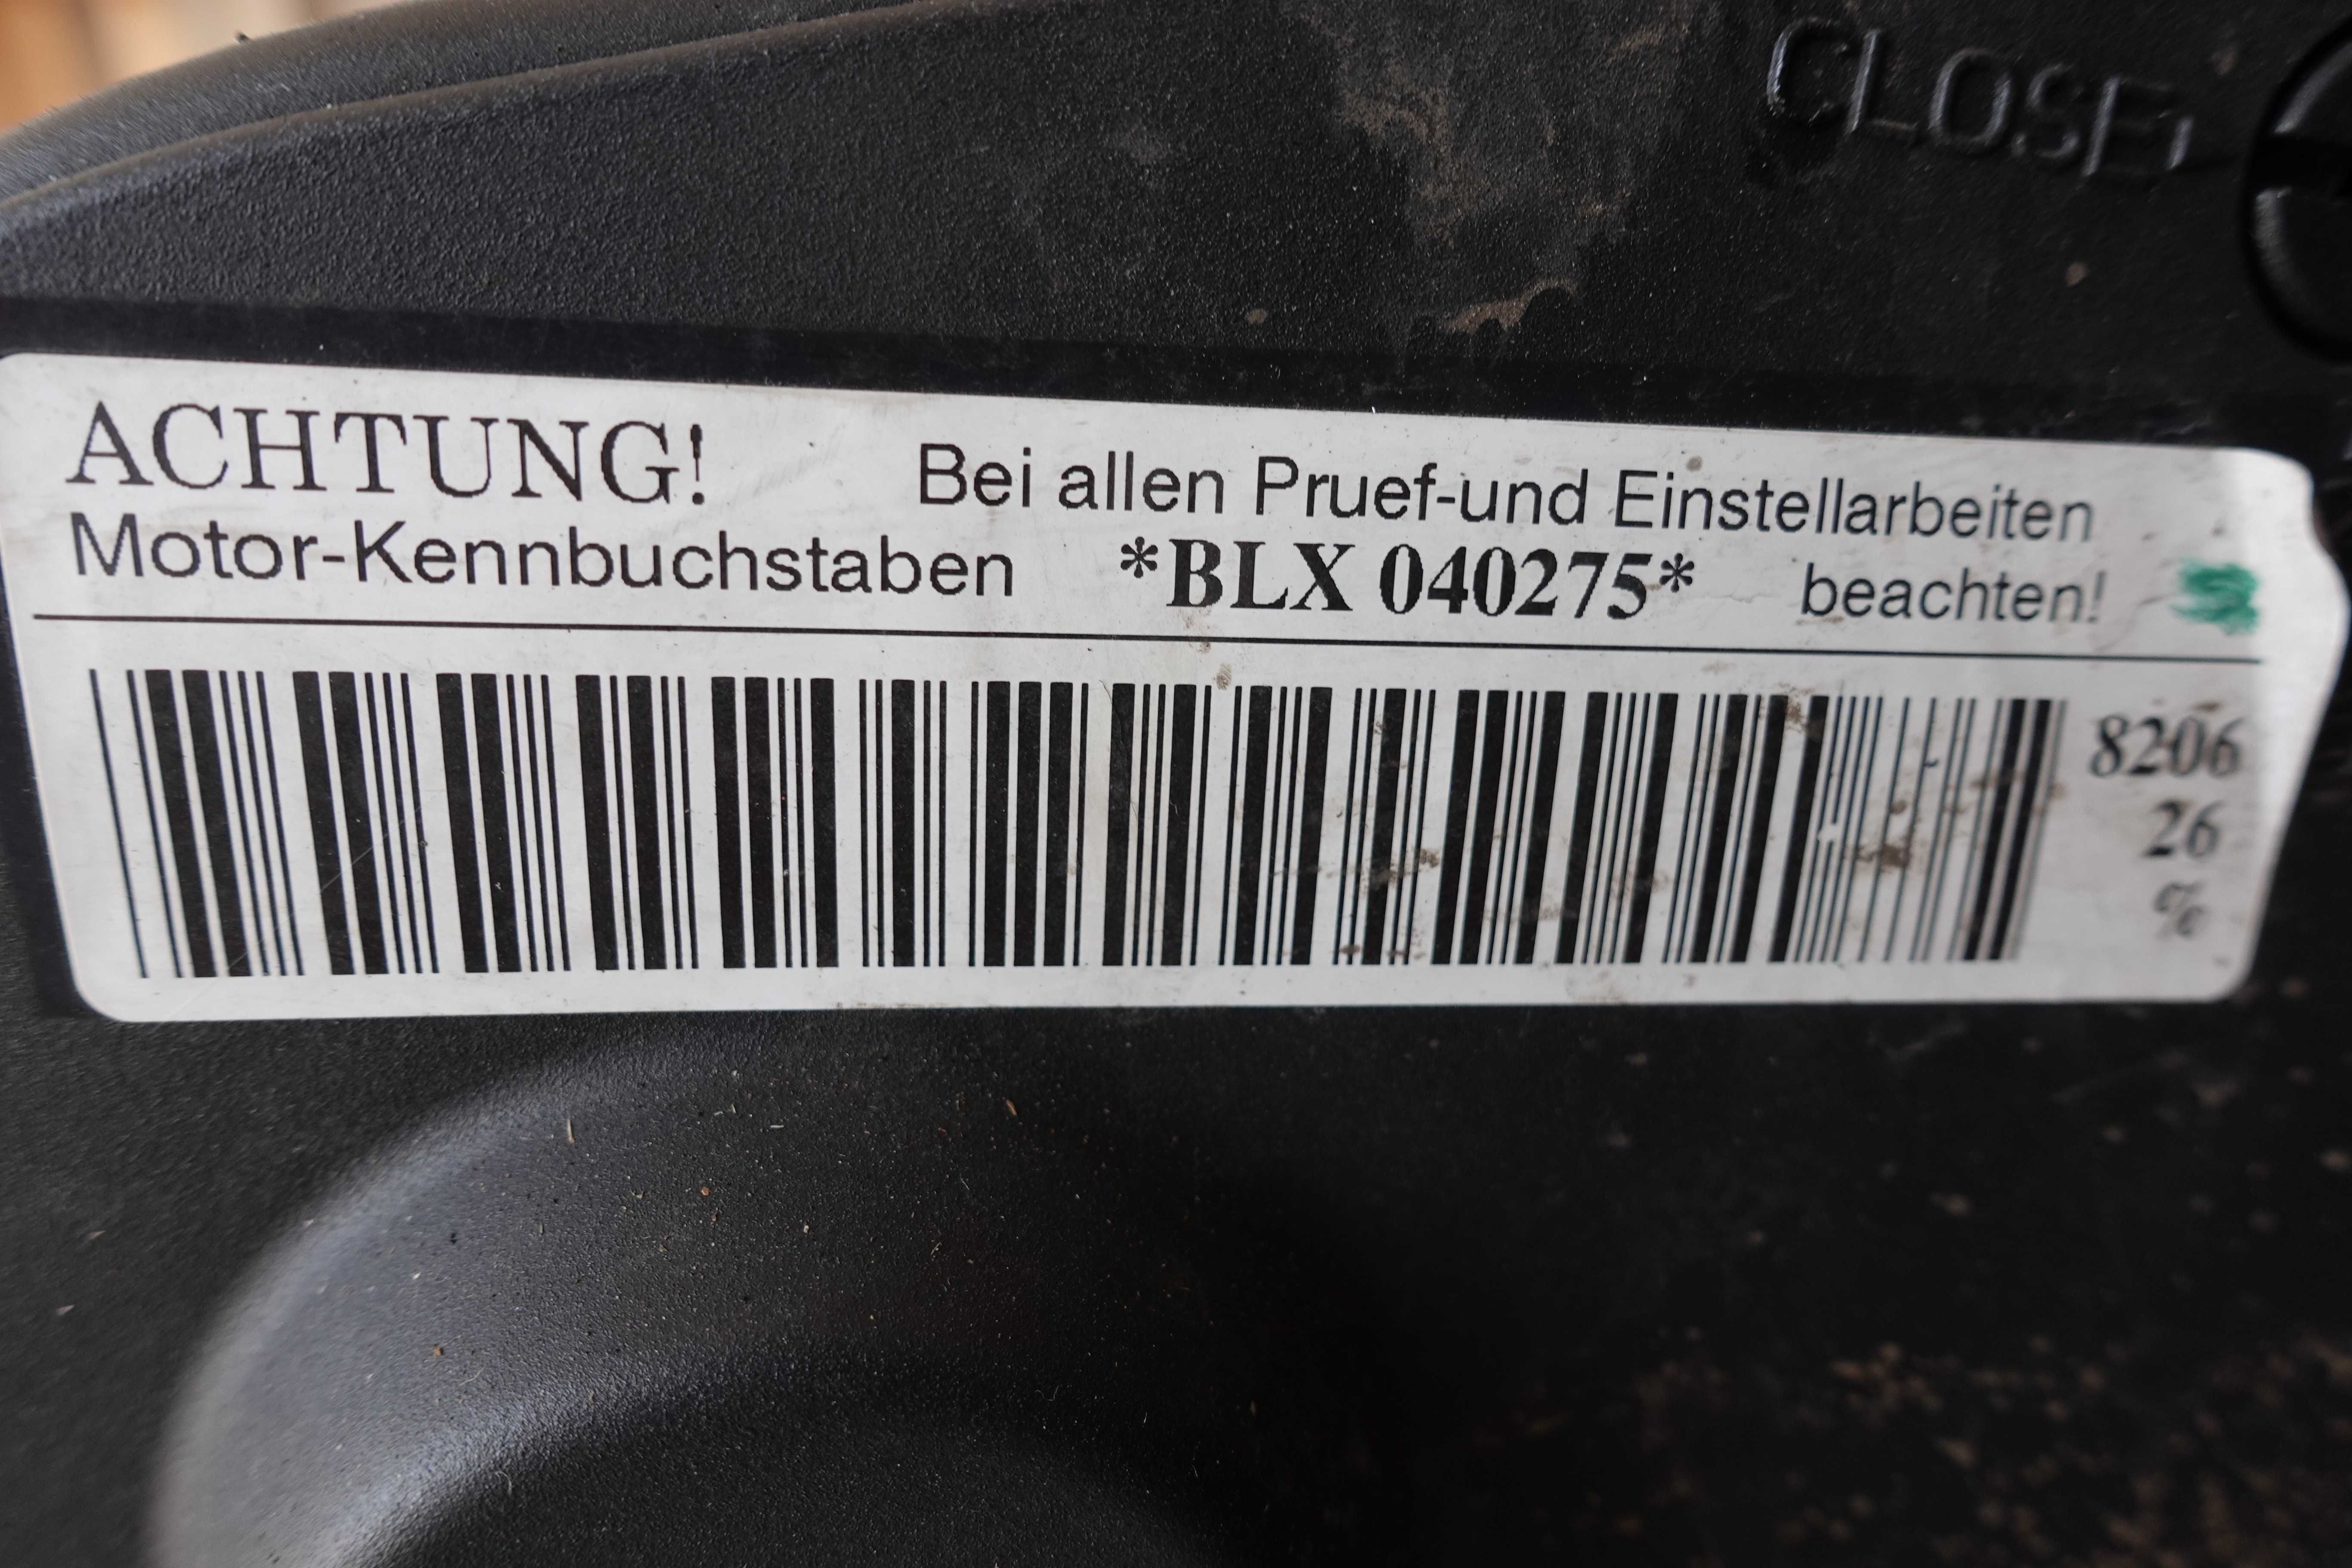 CLOSE
ACHTUNG! Bei allen Pruef-und Einstellarbeiten
Motor-Kennbuchstaben *BLX 040275* beachten!
8206
26
%